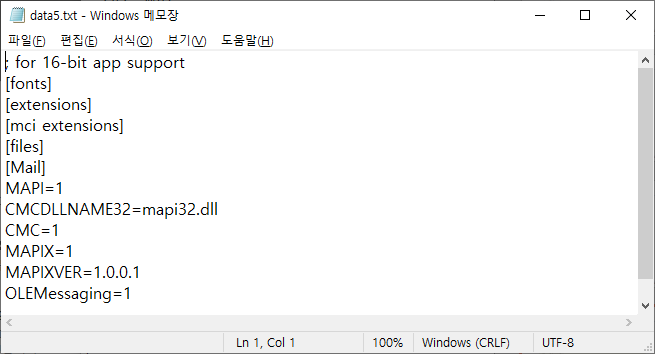 data5.txt - Windows 메모장
파일(F) 편집(E) 서식(O) 보기(V) 도움말(H)
; for 16-bit app support
[fonts]
[extensions]
[mci extensions]
[files]
[Mail]
MAPI=1
CMCDLLNAME32=mapi32.dll
CMC=1
MAPIX=1
MAPIXVER=1.0.0.1
OLEMessaging=1
Ln 1, Col 1 100% Windows (CRLF) UTF-8